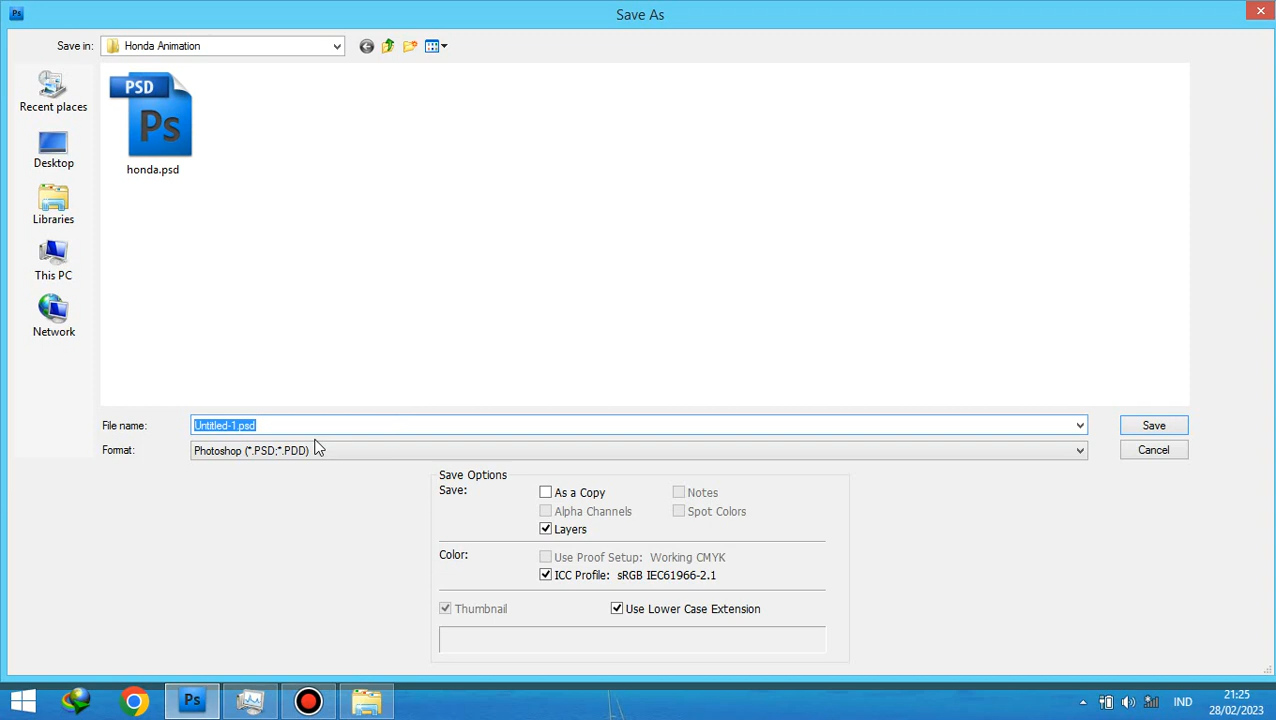 Ps
Save As
Save in: Honda Animation
Recent places
Desktop
Libraries
This PC
Network
PSD
Ps
honda.psd
File name: Untitled-1.psd Save
Format: Photoshop (*.PSD;*.PDD) Cancel
Save Options
Save: As a Copy Notes
Alpha Channels Spot Colors
Layers
Color: Use Proof Setup: Working CMYK
ICC Profile: sRGB IEC61966-2.1
Thumbnail Use Lower Case Extension
Ps
IND
21:25
28/02/2023